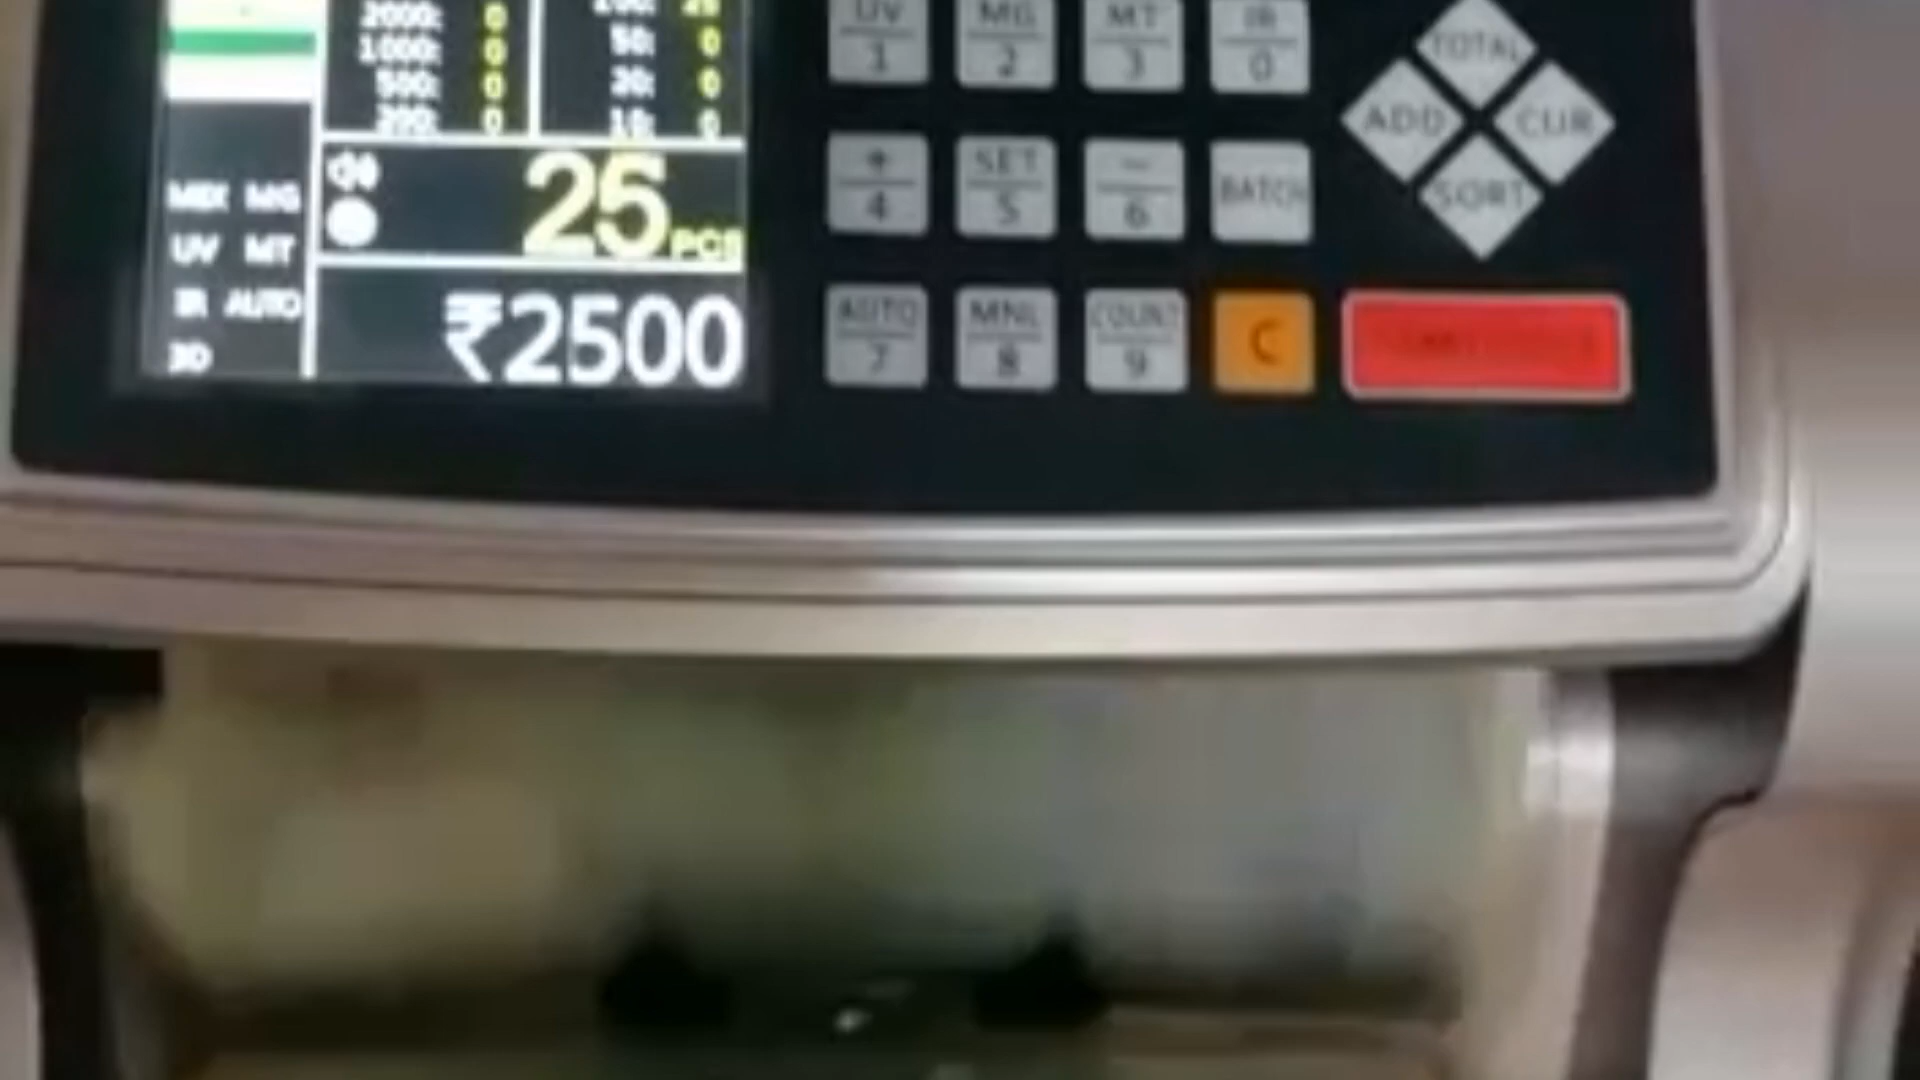 2000: 0
1000: 0 50: 0
500: 0 20: 0
200: 0 10: 0
MIX MG
UV MT
IR AUTO
3D
25 PCS
₹2500
UV 1 MG 2 MT 3 IR 0
+ 4 SET 5 − 6 BATCH
AUTO 7 MNL 8 COUNT 9 C
TOTAL
ADD CUR
SORT